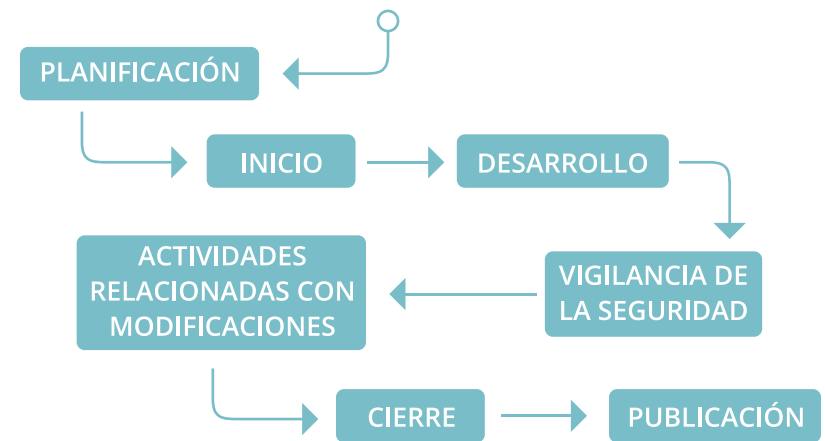 PLANIFICACIÓN
INICIO
DESARROLLO
VIGILANCIA DE
LA SEGURIDAD
ACTIVIDADES
RELACIONADAS CON
MODIFICACIONES
CIERRE
PUBLICACIÓN